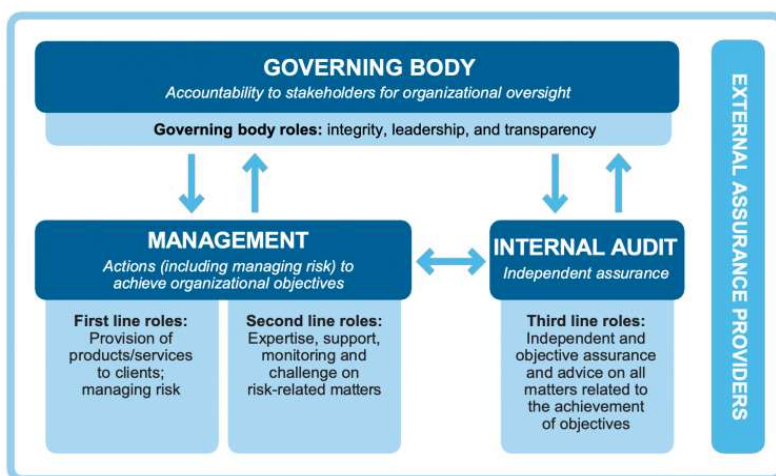 GOVERNING BODY
Accountability to stakeholders for organizational oversight
Governing body roles: integrity, leadership, and transparency
MANAGEMENT
Actions (including managing risk) to
achieve organizational objectives
First line roles:
Provision of
products/services
to clients;
managing risk
Second line roles:
Expertise, support,
monitoring and
challenge on
risk-related matters
INTERNAL AUDIT
Independent assurance
Third line roles:
Independent and
objective assurance
and advice on all
matters related to
the achievement
of objectives
EXTERNAL ASSURANCE PROVIDERS